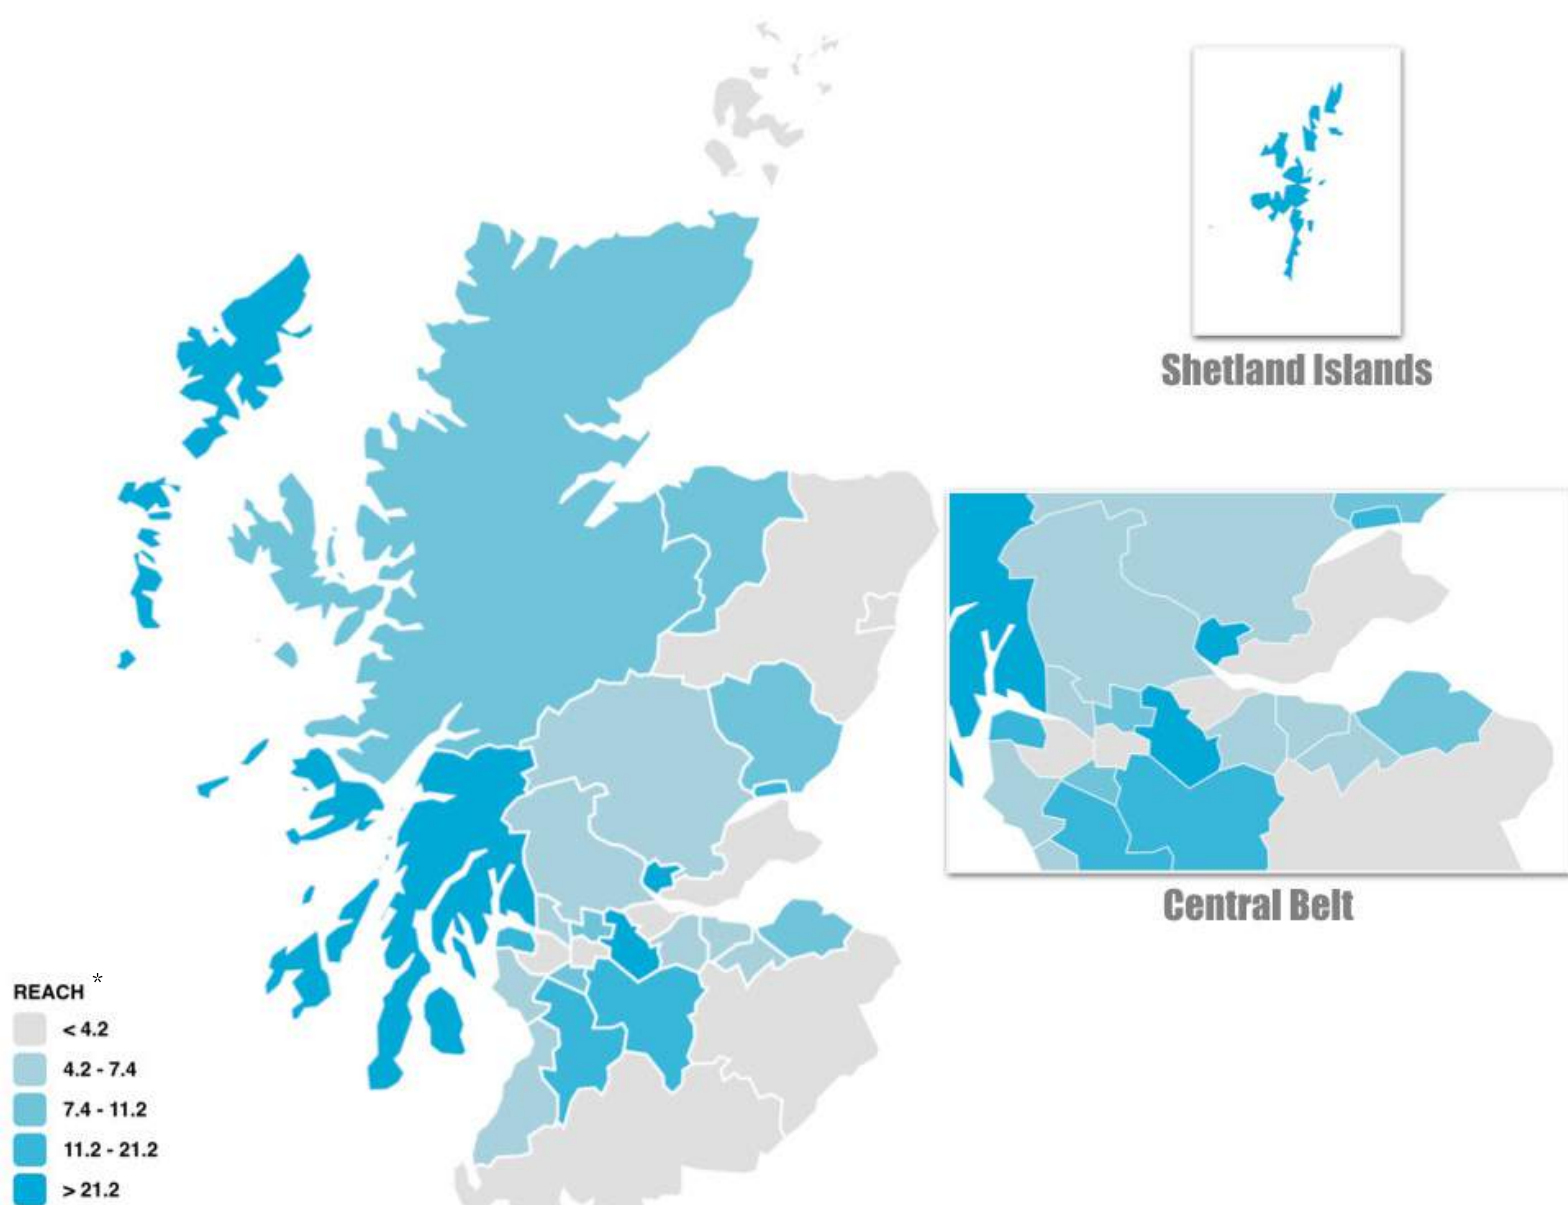 Shetland Islands
Central Belt
REACH *
< 4.2
4.2 - 7.4
7.4 - 11.2
11.2 - 21.2
> 21.2